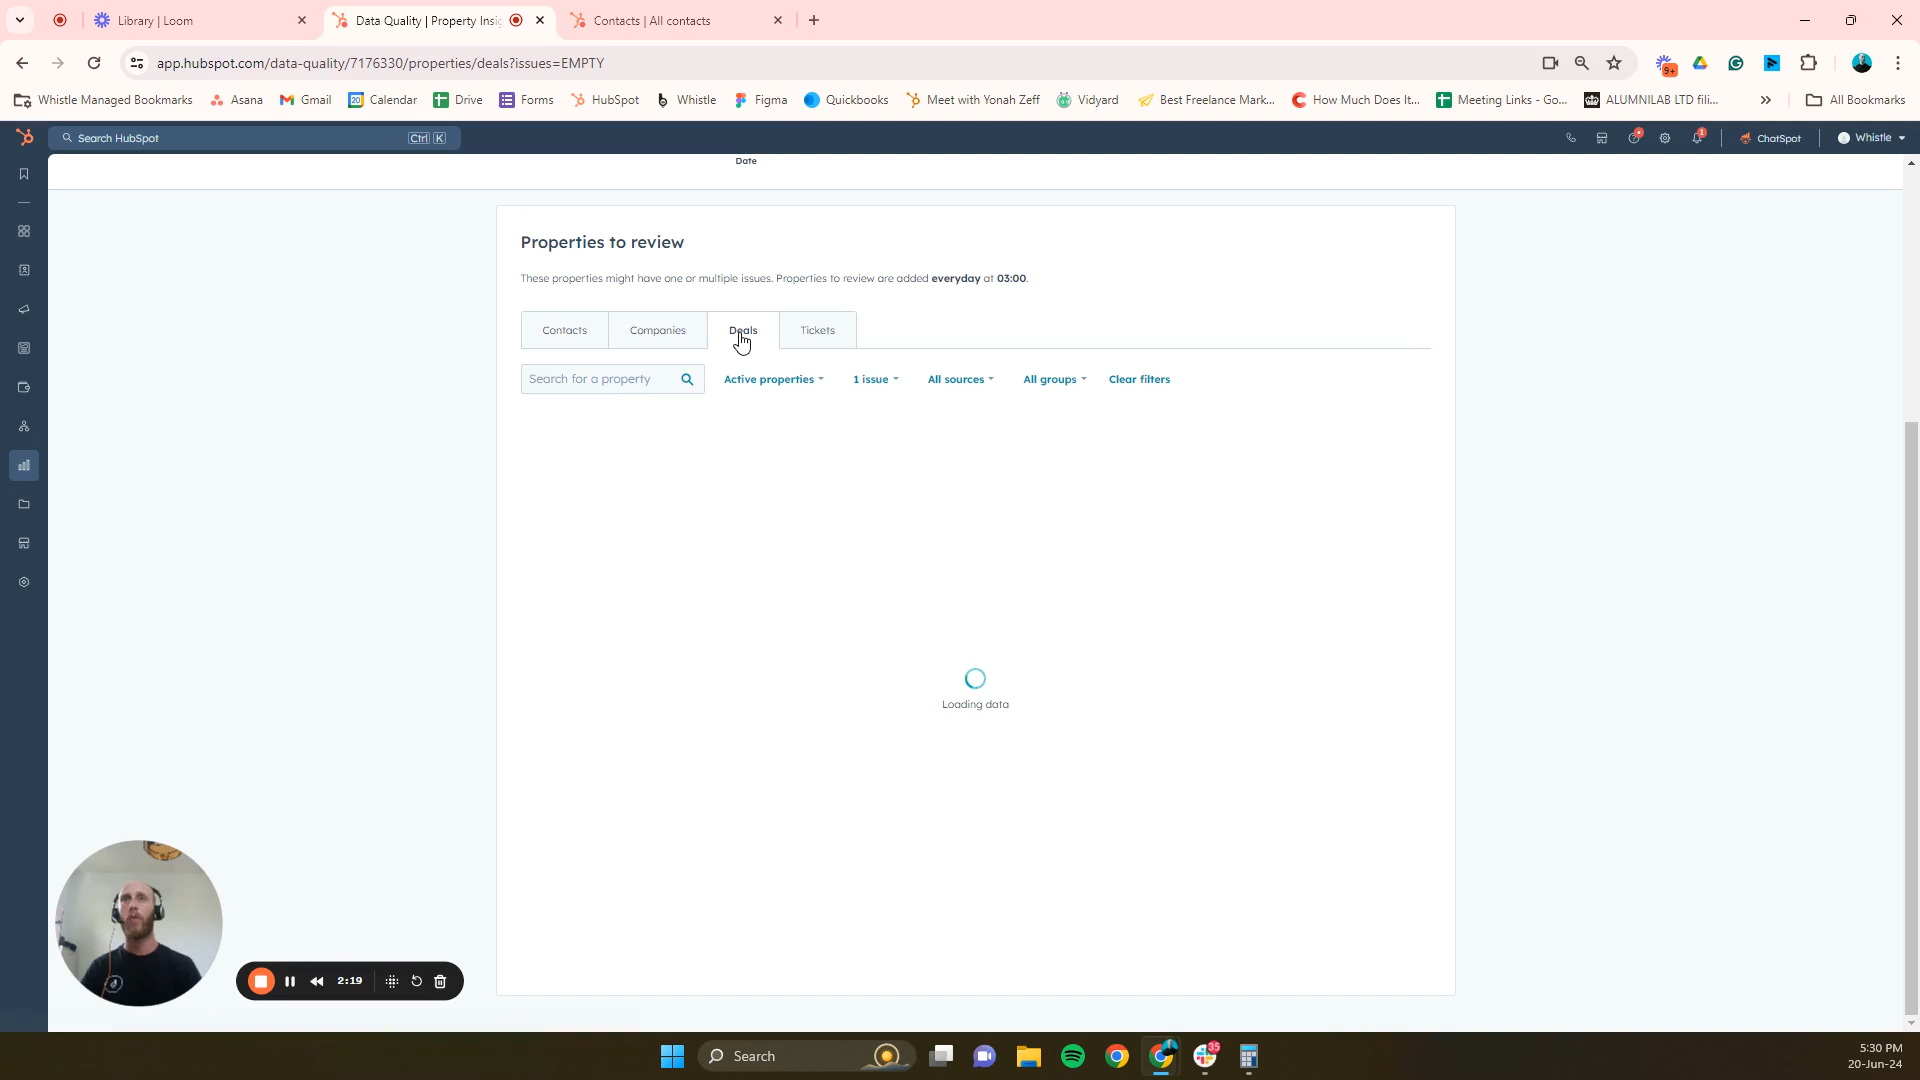 Library | Loom
Data Quality | Property Insi
Contacts | All contacts
app.hubspot.com/data-quality/7176330/properties/deals?issues=EMPTY
9+
Whistle Managed Bookmarks
Asana
Gmail
Calendar
Drive
Forms
HubSpot
Whistle
Figma
Quickbooks
Meet with Yonah Zeff
Vidyard
Best Freelance Mark...
How Much Does It...
Meeting Links - Go...
ALUMNILAB LTD fili...
All Bookmarks
Search HubSpot
Ctrl K
1
ChatSpot
Whistle
Date
Properties to review
These properties might have one or multiple issues. Properties to review are added everyday at 03:00.
Contacts
Companies
Deals
Tickets
Search for a property
Active properties
1 issue
All sources
All groups
Clear filters
Loading data
2:19
Search
35
5:30 PM
20-Jun-24